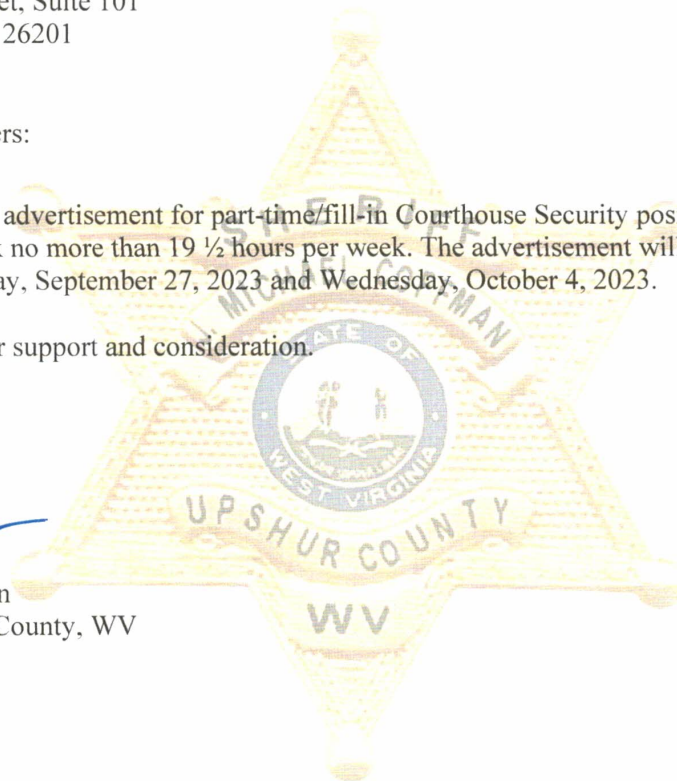 et, Suite 101
26201
ers:
advertisement for part-time/fill-in Courthouse Security pos
no more than 19 ½ hours per week. The advertisement will
ay, September 27, 2023 and Wednesday, October 4, 2023.
r support and consideration.
n
County, WV
SHERIFF
MICHAEL COFFMAN
STATE OF
WEST VIRGINIA
UPSHUR COUNTY
WV